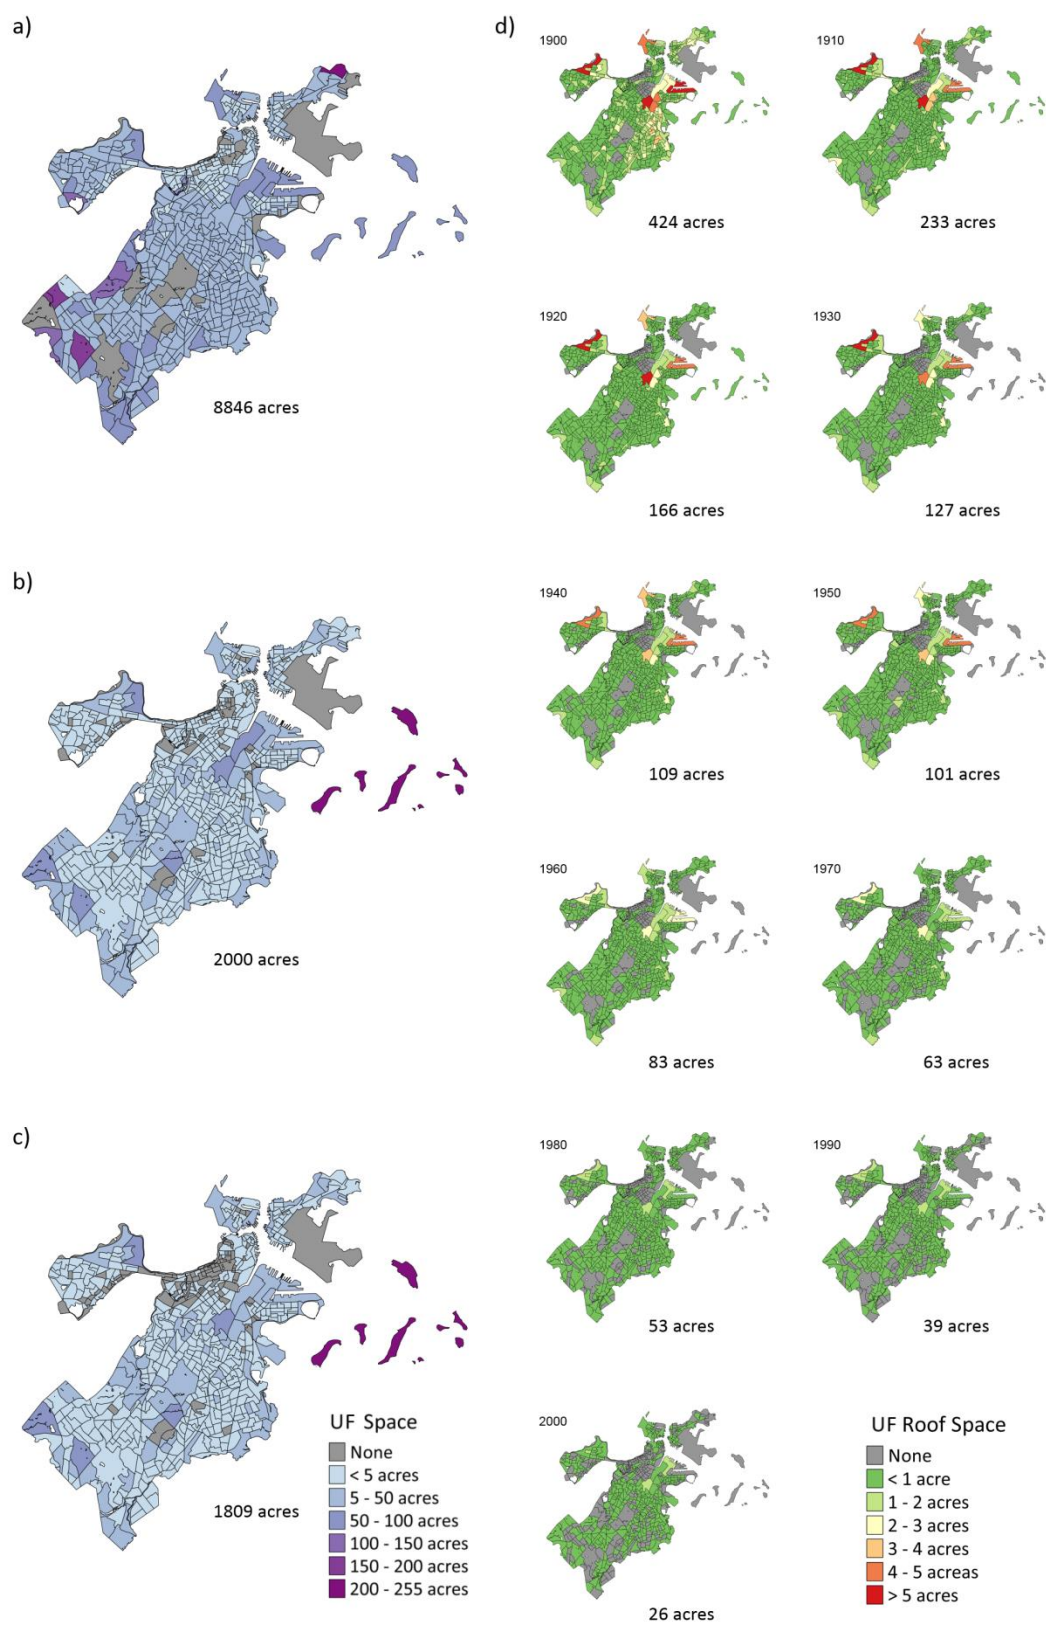 a)
8846 acres
b)
2000 acres
c)
1809 acres
UF Space
None
< 5 acres
5 - 50 acres
50 - 100 acres
100 - 150 acres
150 - 200 acres
200 - 255 acres
d)
1900
424 acres
1910
233 acres
1920
166 acres
1930
127 acres
1940
109 acres
1950
101 acres
1960
83 acres
1970
63 acres
1980
53 acres
1990
39 acres
2000
26 acres
UF Roof Space
None
< 1 acre
1 - 2 acres
2 - 3 acres
3 - 4 acres
4 - 5 acreas
> 5 acres